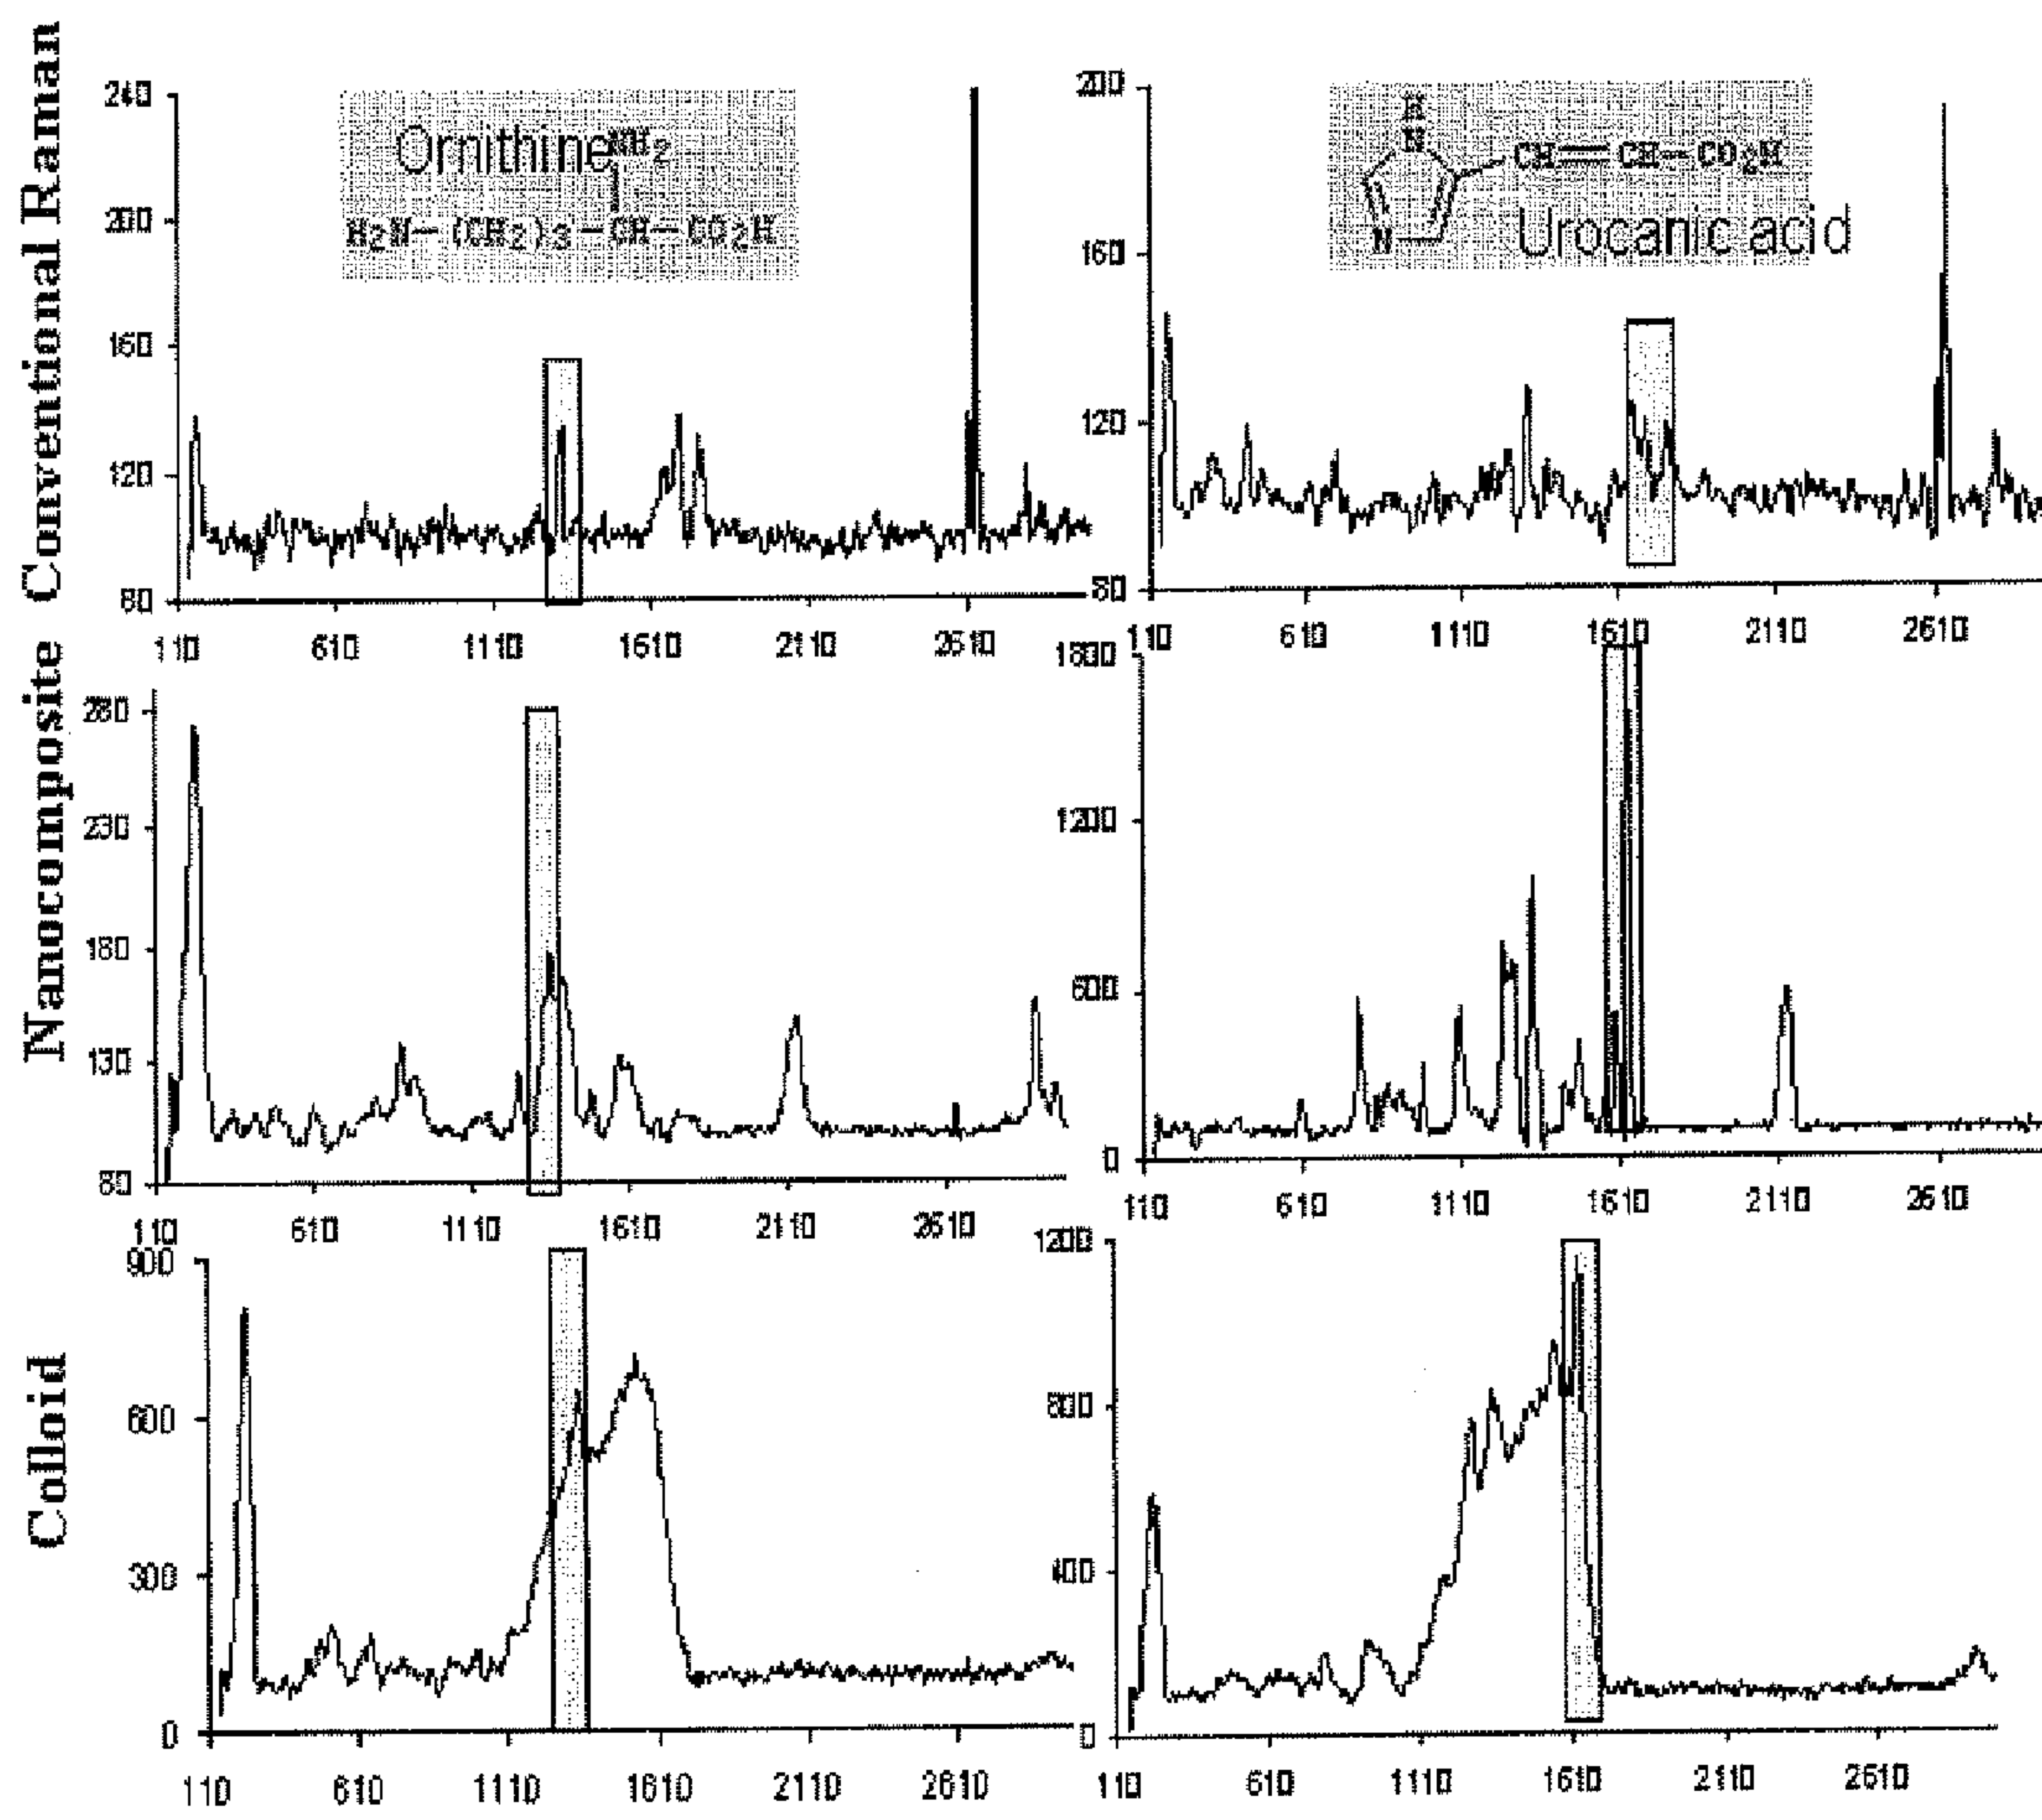 Conventional Raman
240
200
160
120
80
110 610 1110 1610 2110 2610
Ornithine
NH2
H2N-(CH2)3-CH-CO2H
200
160
120
80
110 610 1110 1610 2110 2610
H
N
CH=CH-CO2H
N
Urocanic acid
Nanocomposite
280
230
180
130
80
110 610 1110 1610 2110 2610
1800
1200
600
0
110 610 1110 1610 2110 2610
Colloid
900
600
300
0
110 610 1110 1610 2110 2610
1200
800
400
0
110 610 1110 1610 2110 2610